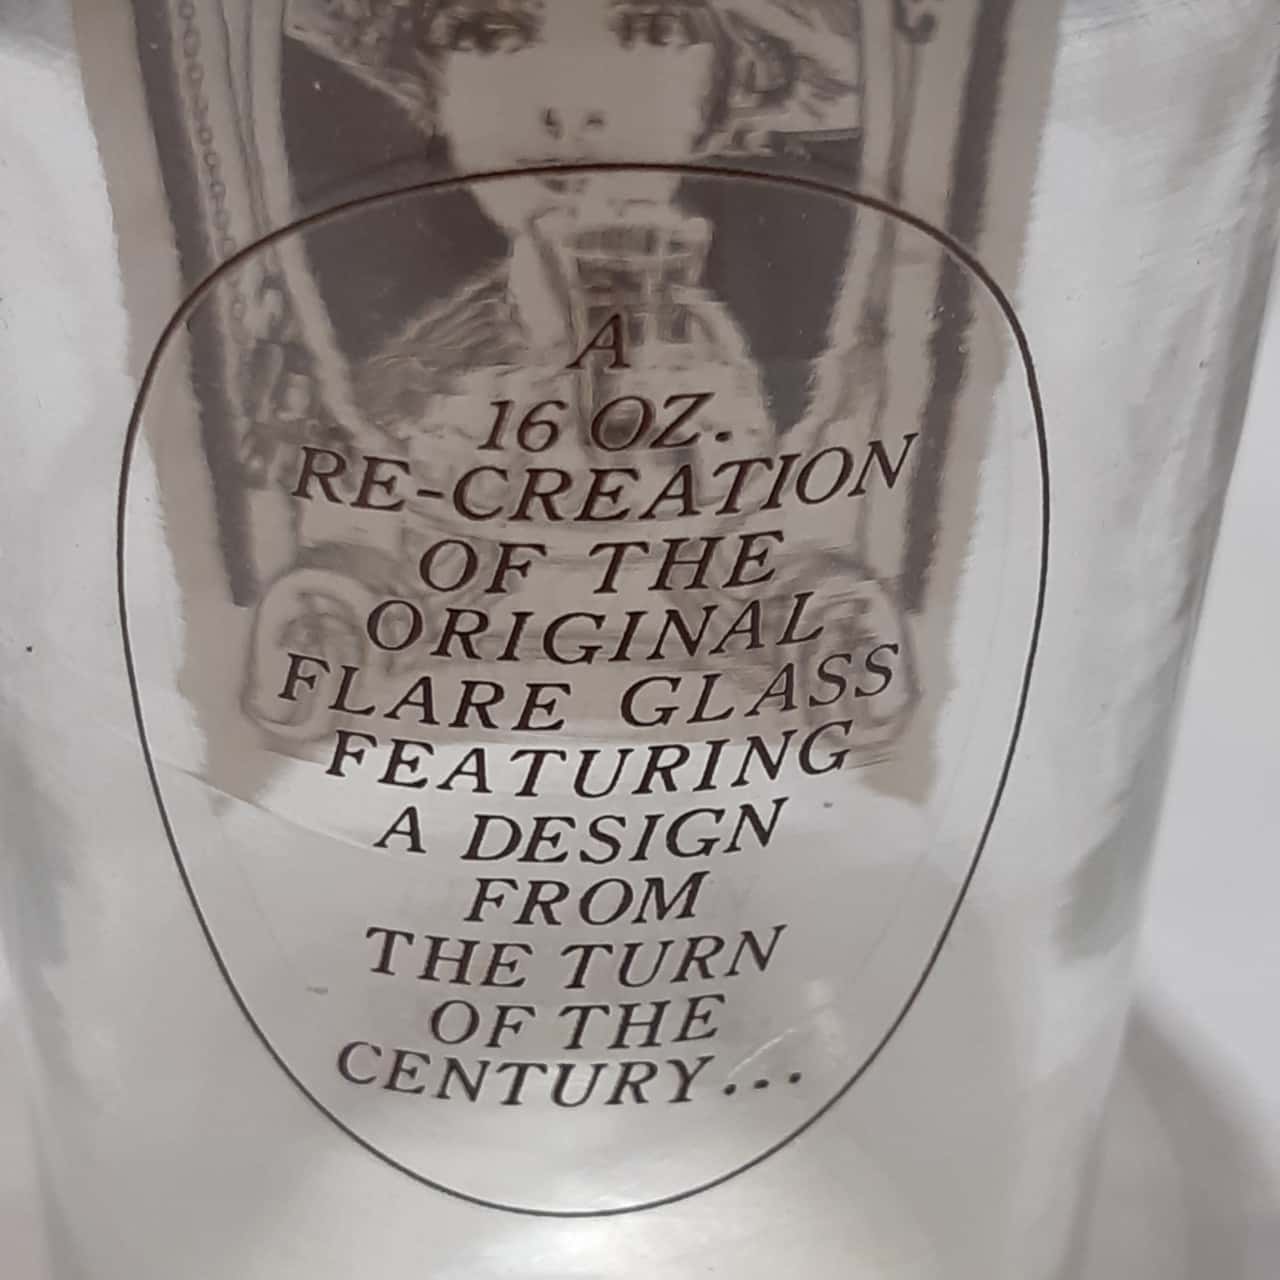 A
16 OZ.
RE-CREATION
OF THE
ORIGINAL
FLARE GLASS
FEATURING
A DESIGN
FROM
THE TURN
OF THE
CENTURY...